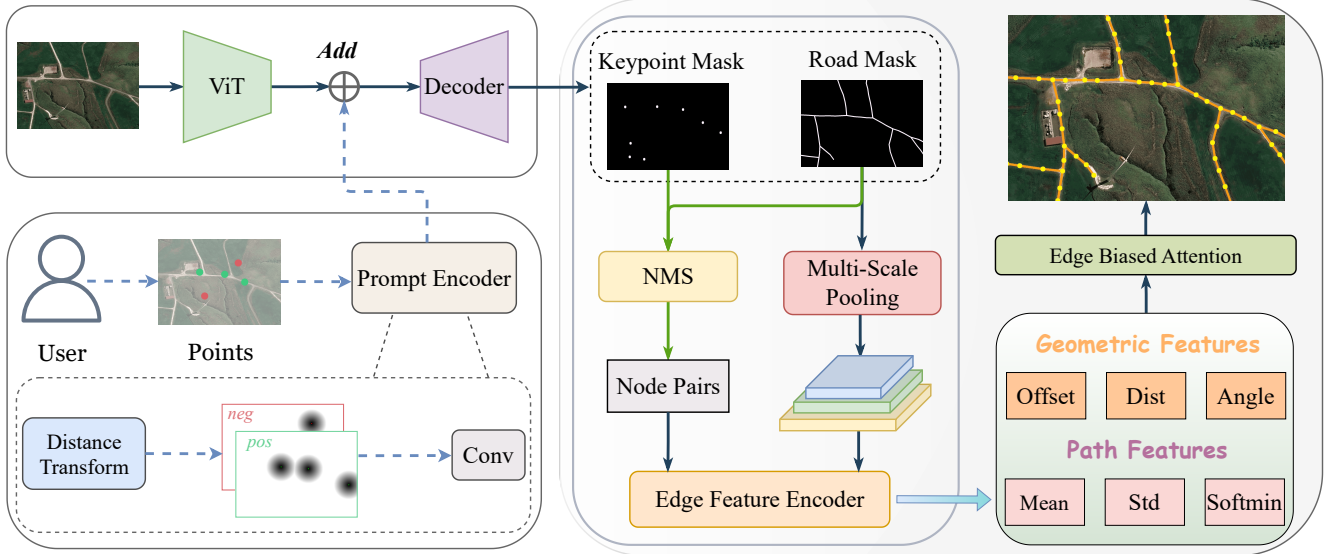 ViT
Add
Decoder
User
Points
Prompt Encoder
Distance
Transform
neg
pos
Conv
Keypoint Mask
Road Mask
NMS
Multi-Scale
Pooling
Node Pairs
Edge Feature Encoder
Edge Biased Attention
Geometric Features
Offset
Dist
Angle
Path Features
Mean
Std
Softmin